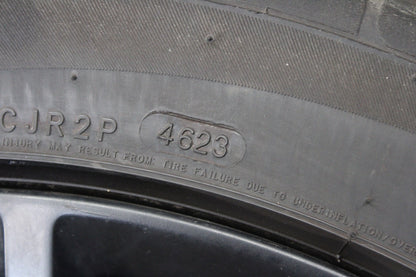 CJR2P 4623
INJURY MAY RESULT FROM: TIRE FAILURE DUE TO UNDERINFLATION/OVE